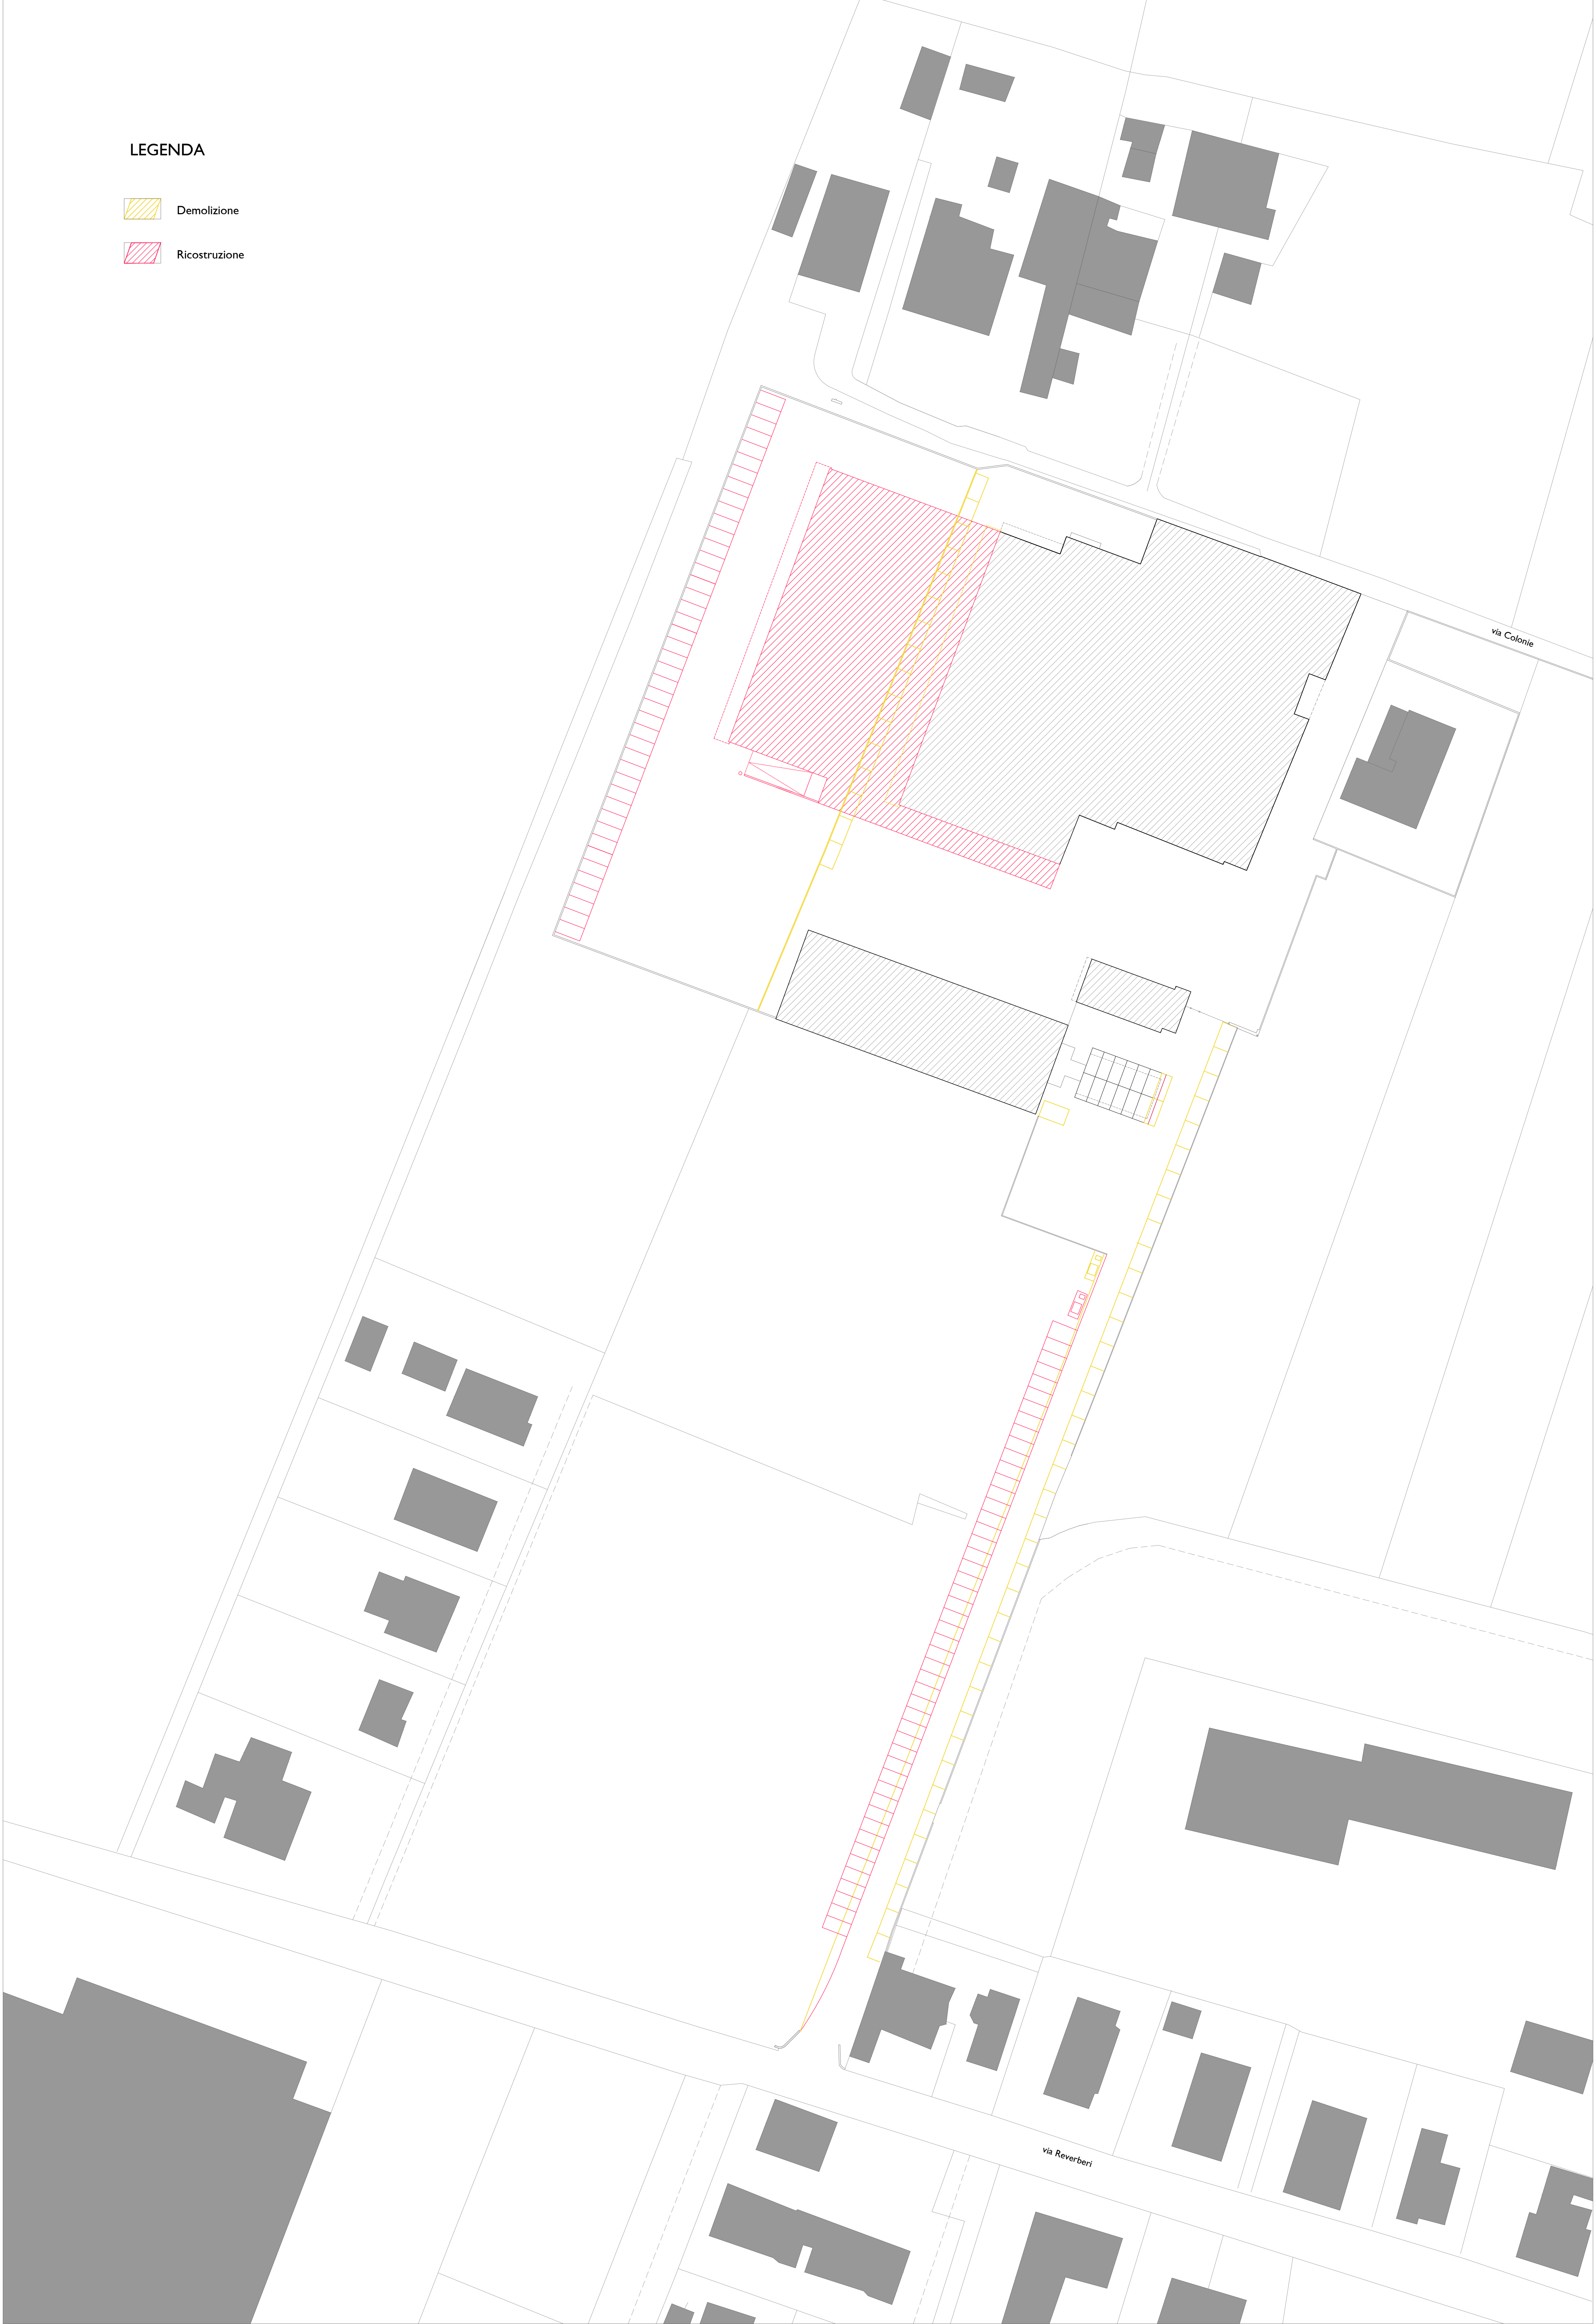 LEGENDA
Demolizione
Ricostruzione
via Colonie
via Reverberi